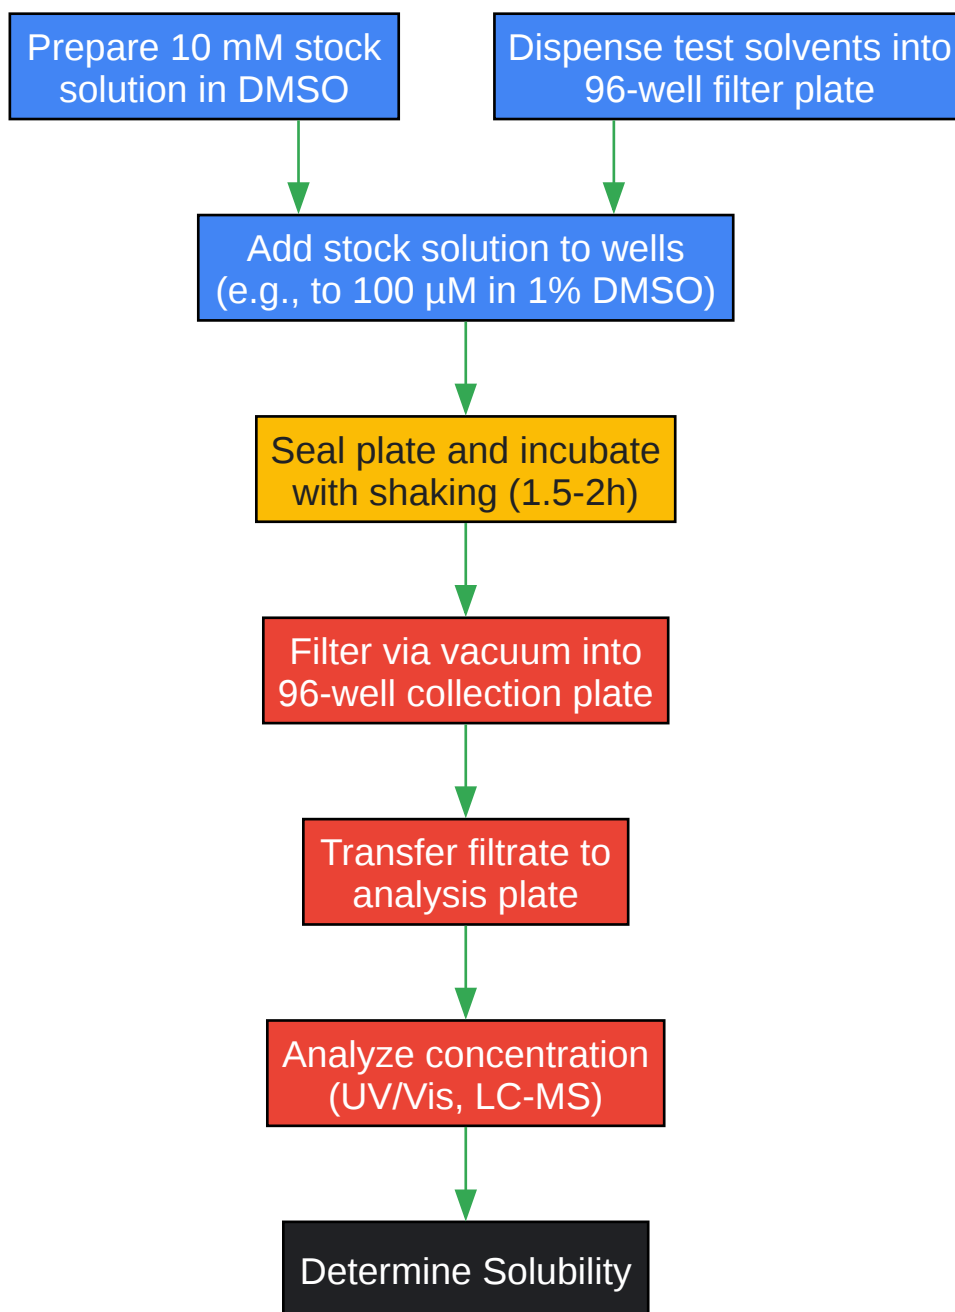 Prepare 10 mM stock
solution in DMSO
Dispense test solvents into
96-well filter plate
Add stock solution to wells
(e.g., to 100 µM in 1% DMSO)
Seal plate and incubate
with shaking (1.5-2h)
Filter via vacuum into
96-well collection plate
Transfer filtrate to
analysis plate
Analyze concentration
(UV/Vis, LC-MS)
Determine Solubility